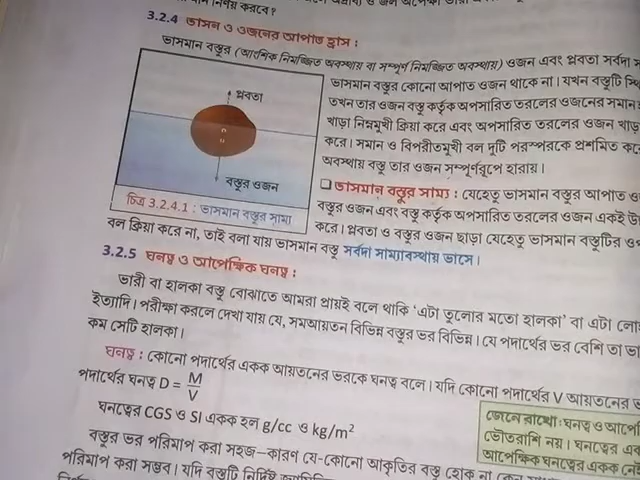 নির্ণয় করবে?
3.2.4 ভাসন ও ওজনের আপাত হ্রাস :
ভাসমান বস্তুর (আংশিক নিমজ্জিত অবস্থায় বা সম্পূর্ণ নিমজ্জিত অবস্থায়) ওজন এবং প্লবতা সর্বদা
ভাসমান বস্তুর কোনো আপাত ওজন থাকে না। যখন বস্তুটি
তখন তার ওজন বস্তু কর্তৃক অপসারিত তরলের ওজনের সমান
খাড়া নিম্নমুখী ক্রিয়া করে এবং অপসারিত তরলের ওজন
করে। সমান ও বিপরীতমুখী বল দুটি পরস্পরকে প্রশমিত
অবস্থায় বস্তু তার ওজন সম্পূর্ণরূপে হারায়।
প্লবতা
বস্তুর ওজন
চিত্র 3.2.4.1 : ভাসমান বস্তুর সাম্য
❑ ভাসমান বস্তুর সাম্য : যেহেতু ভাসমান বস্তুর আপাত
বস্তুর ওজন এবং বস্তু কর্তৃক অপসারিত তরলের ওজন একই
করে। প্লবতা ও বস্তুর ওজন ছাড়া যেহেতু ভাসমান বস্তুটির
বল ক্রিয়া করে না, তাই বলা যায় ভাসমান বস্তু সর্বদা সাম্যাবস্থায় ভাসে।
3.2.5 ঘনত্ব ও আপেক্ষিক ঘনত্ব :
ভারী বা হালকা বস্তু বোঝাতে আমরা প্রায়ই বলে থাকি ‘এটা তুলোর মতো হালকা’ বা এটা
ইত্যাদি। পরীক্ষা করলে দেখা যায় যে, সমআয়তন বিভিন্ন বস্তুর ভর বিভিন্ন। যে পদার্থের ভর বেশি তা
কম সেটি হালকা।
ঘনত্ব : কোনো পদার্থের একক আয়তনের ভরকে ঘনত্ব বলে। যদি কোনো পদার্থের V আয়তনের
পদার্থের ঘনত্ব D = M/V
ঘনত্বের CGS ও SI একক হল g/cc ও kg/m²
বস্তুর ভর পরিমাপ করা সহজ—কারণ যে-কোনো আকৃতির বস্তু হোক না কেন
পরিমাপ করা সম্ভব। যদি বস্তুটি নির্দিষ্ট
জেনে রাখো : ঘনত্ব ও
ভৌতরাশি নয়। ঘনত্বের
আপেক্ষিক ঘনত্বের একক নেই